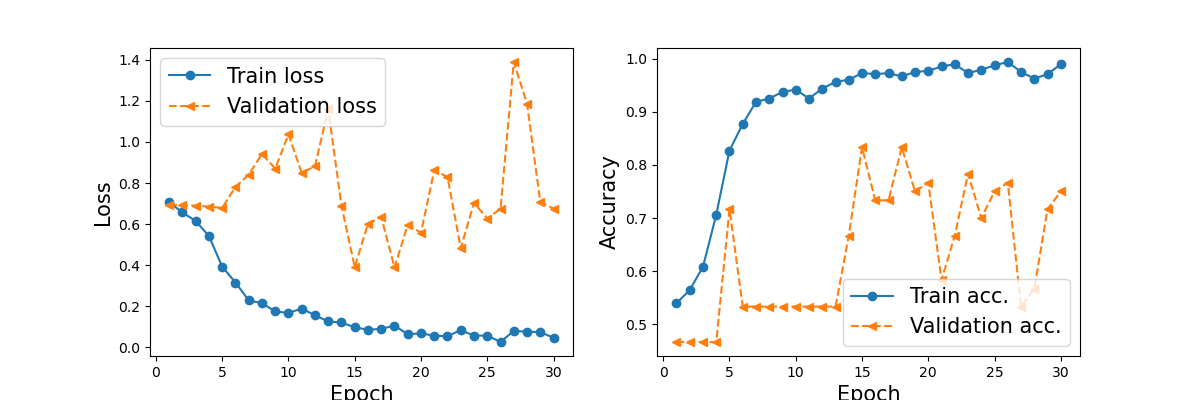 Loss
1.4
1.2
1.0
0.8
0.6
0.4
0.2
0.0
Train loss
Validation loss
0 5 10 15 20 25 30
Epoch
Accuracy
1.0
0.9
0.8
0.7
0.6
0.5
Train acc.
Validation acc.
0 5 10 15 20 25 30
Epoch